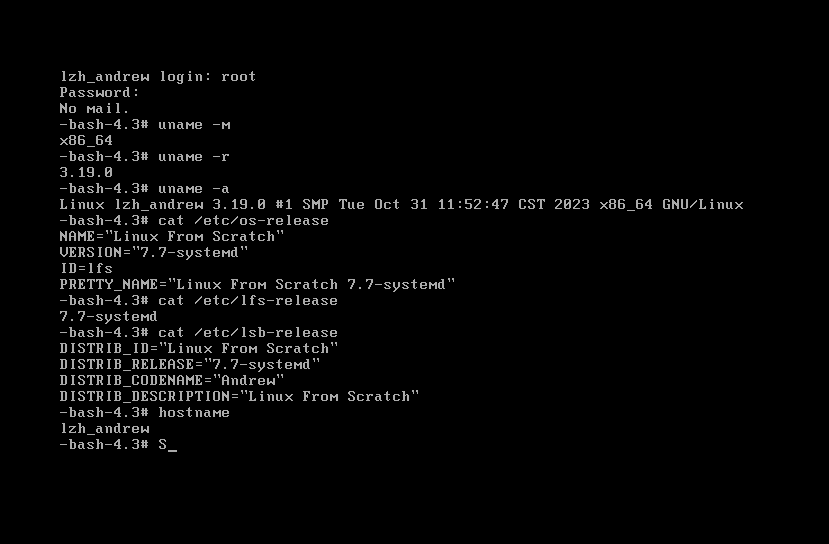 lzh_andrew login: root
Password:
No mail.
-bash-4.3# uname -m
x86_64
-bash-4.3# uname -r
3.19.0
-bash-4.3# uname -a
Linux lzh_andrew 3.19.0 #1 SMP Tue Oct 31 11:52:47 CST 2023 x86_64 GNU/Linux
-bash-4.3# cat /etc/os-release
NAME="Linux From Scratch"
VERSION="7.7-systemd"
ID=lfs
PRETTY_NAME="Linux From Scratch 7.7-systemd"
-bash-4.3# cat /etc/lfs-release
7.7-systemd
-bash-4.3# cat /etc/lsb-release
DISTRIB_ID="Linux From Scratch"
DISTRIB_RELEASE="7.7-systemd"
DISTRIB_CODENAME="Andrew"
DISTRIB_DESCRIPTION="Linux From Scratch"
-bash-4.3# hostname
lzh_andrew
-bash-4.3# S_